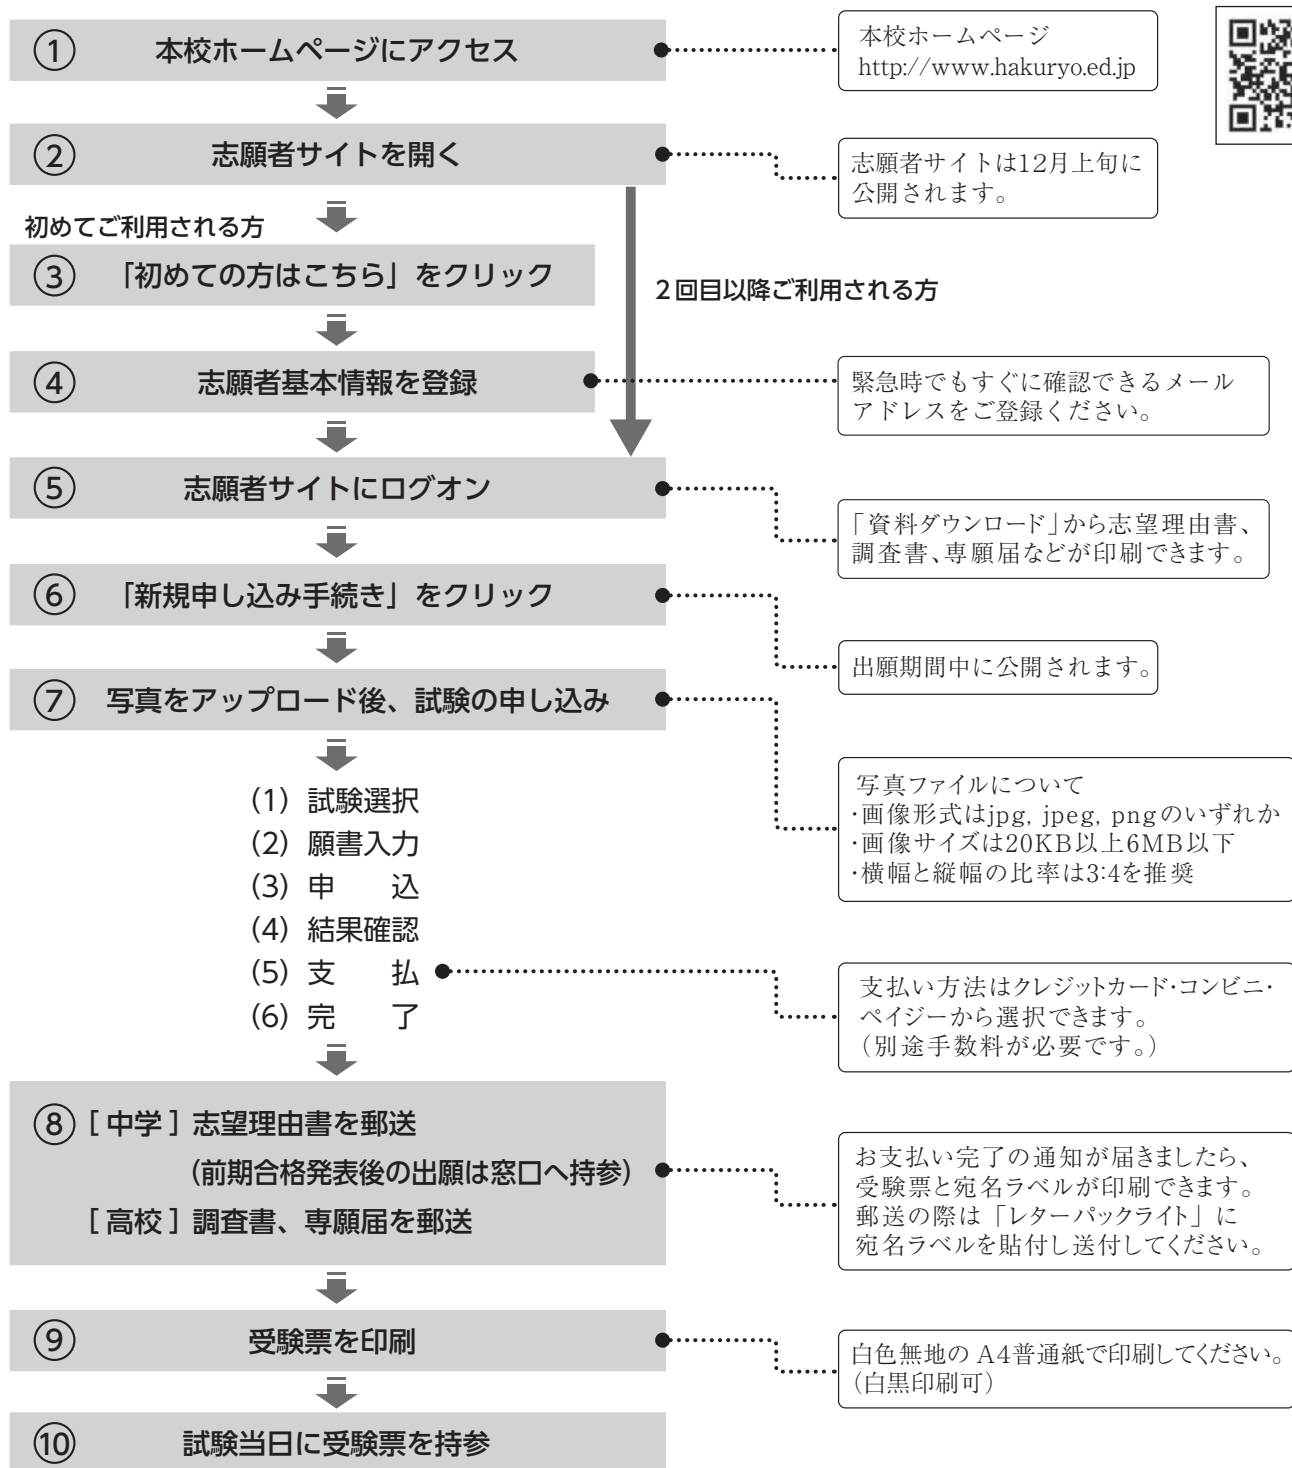 ① 本校ホームページにアクセス
本校ホームページ
http://www.hakuryo.ed.jp
② 志願者サイトを開く
志願者サイトは12月上旬に
公開されます。
初めてご利用される方
③ 「初めての方はこちら」をクリック
2回目以降ご利用される方
④ 志願者基本情報を登録
緊急時でもすぐに確認できるメール
アドレスをご登録ください。
⑤ 志願者サイトにログオン
「資料ダウンロード」から志望理由書、
調査書、専願届などが印刷できます。
⑥ 「新規申し込み手続き」をクリック
出願期間中に公開されます。
⑦ 写真をアップロード後、試験の申し込み
写真ファイルについて
・画像形式はjpg, jpeg, pngのいずれか
・画像サイズは20KB以上6MB以下
・横幅と縦幅の比率は3:4を推奨
(1) 試験選択
(2) 願書入力
(3) 申　　込
(4) 結果確認
(5) 支　　払
(6) 完　　了
支払い方法はクレジットカード・コンビニ・
ペイジーから選択できます。
(別途手数料が必要です。)
⑧ [中学] 志望理由書を郵送
(前期合格発表後の出願は窓口へ持参)
[高校] 調査書、専願届を郵送
お支払い完了の通知が届きましたら、
受験票と宛名ラベルが印刷できます。
郵送の際は「レターパックライト」に
宛名ラベルを貼付し送付してください。
⑨ 受験票を印刷
白色無地の A4普通紙で印刷してください。
(白黒印刷可)
⑩ 試験当日に受験票を持参